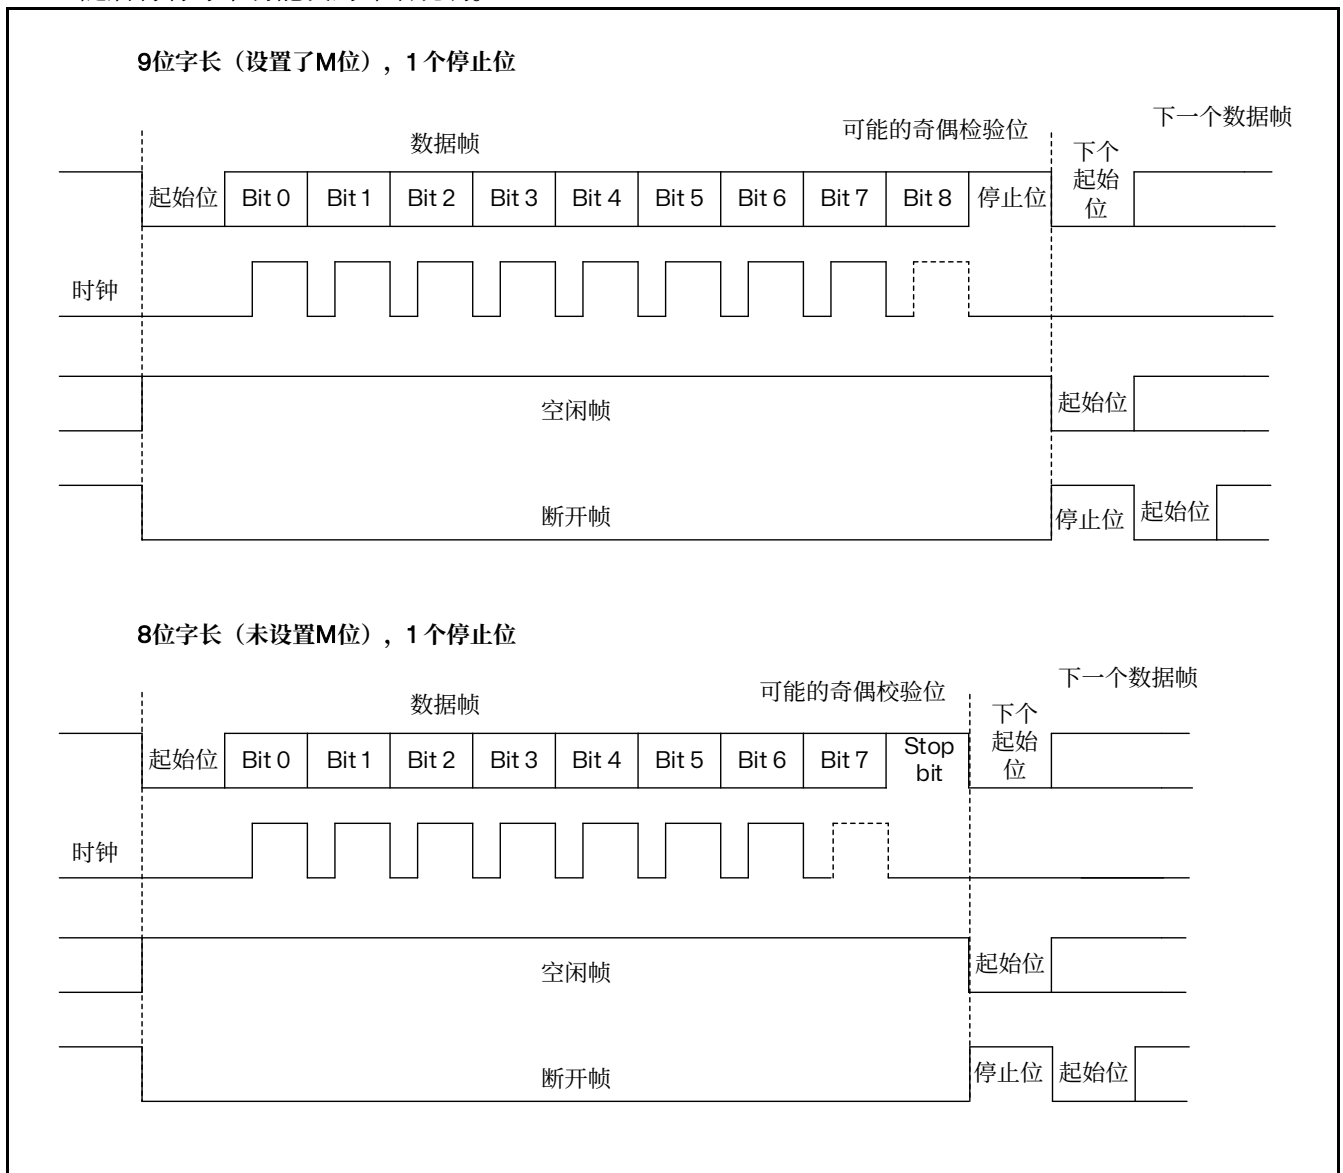 9位字长（设置了M位），1个停止位
下一个数据帧
可能的奇偶检验位
数据帧
下个
起始
位
起始位 Bit 0 Bit 1 Bit 2 Bit 3 Bit 4 Bit 5 Bit 6 Bit 7 Bit 8 停止位
时钟
空闲帧 起始位
断开帧 停止位 起始位
8位字长（未设置M位），1个停止位
下一个数据帧
可能的奇偶校验位
数据帧
下个
起始
位
起始位 Bit 0 Bit 1 Bit 2 Bit 3 Bit 4 Bit 5 Bit 6 Bit 7
Stop
bit
时钟
空闲帧 起始位
断开帧 停止位 起始位